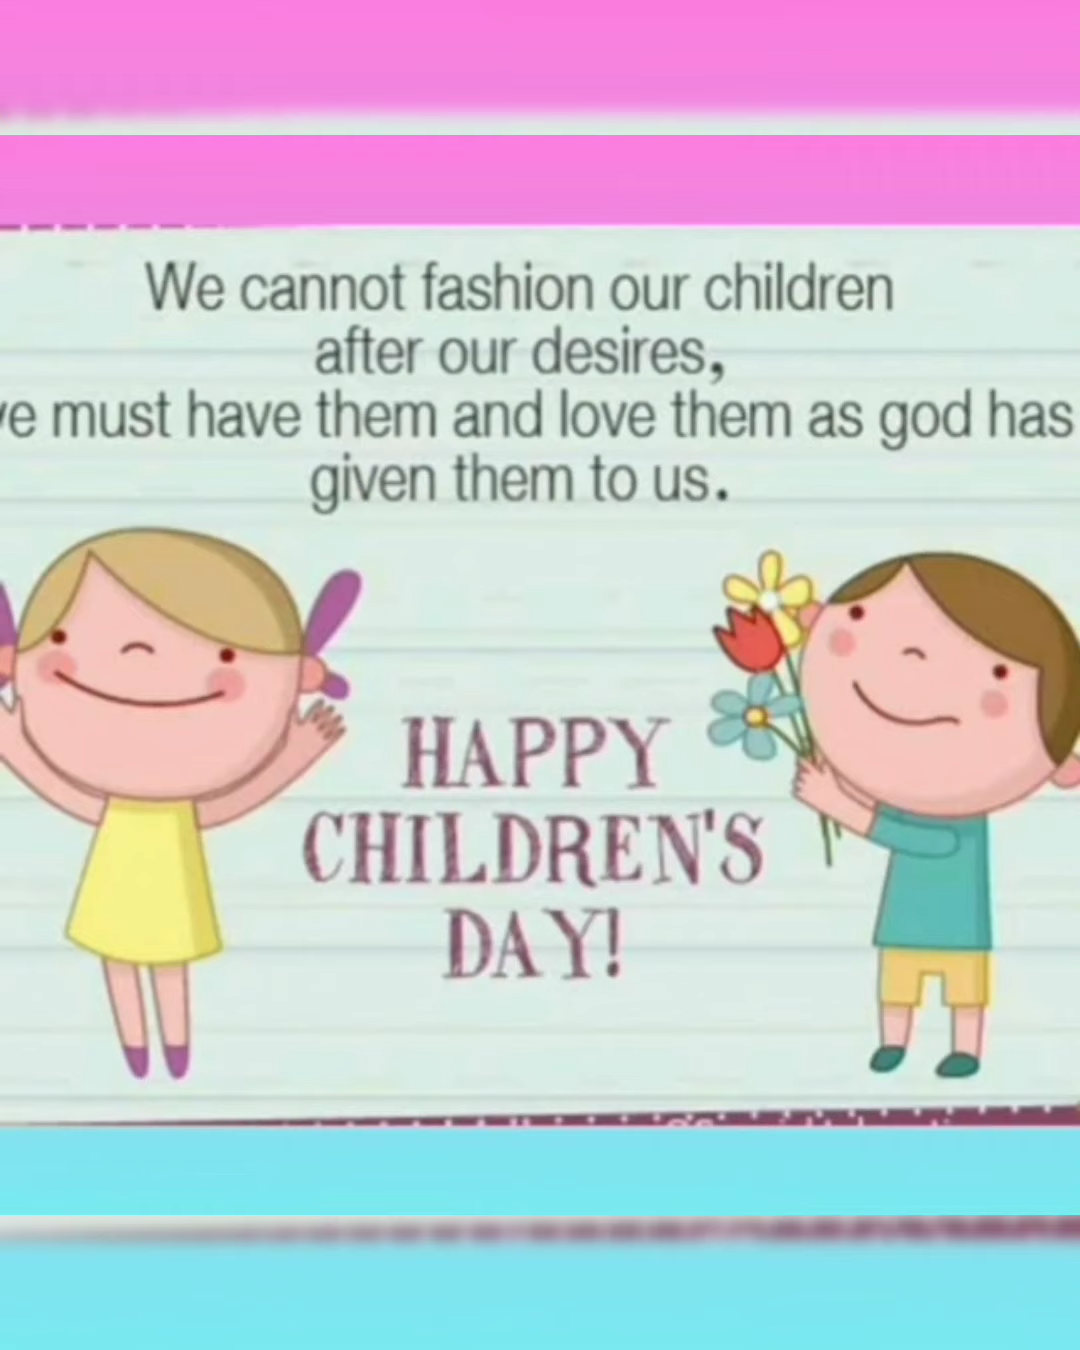 We cannot fashion our children
after our desires,
must have them and love them as god has
given them to us.
HAPPY
CHILDREN'S
DAY!